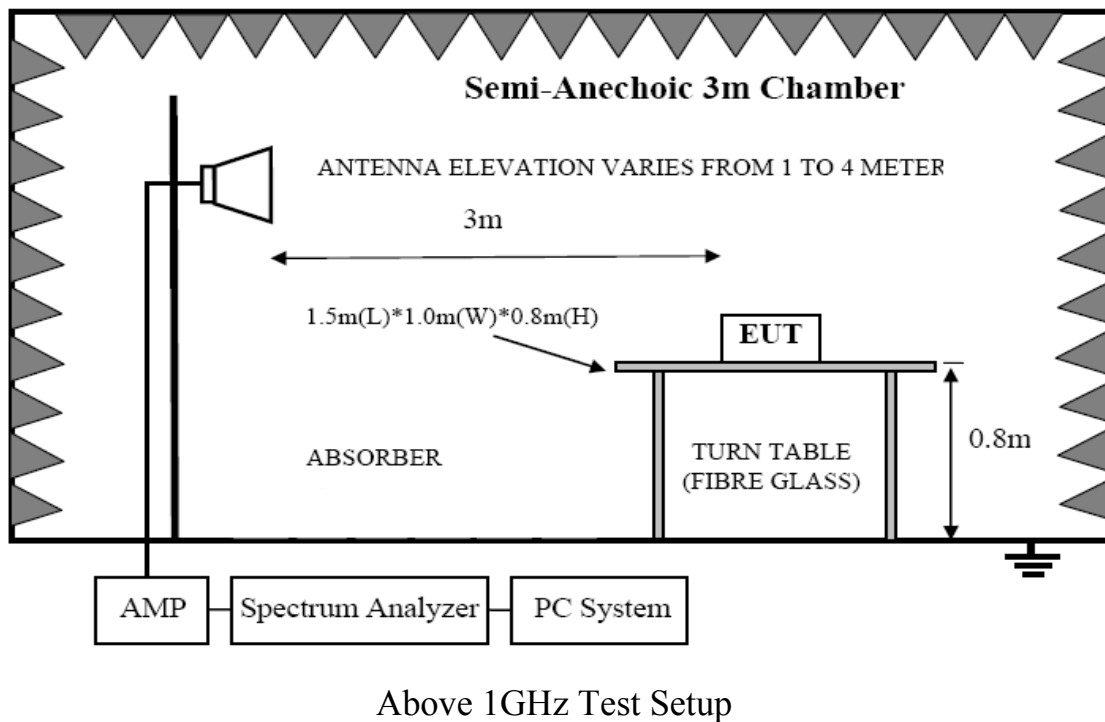 Semi-Anechoic 3m Chamber
ANTENNA ELEVATION VARIES FROM 1 TO 4 METER
3m
1.5m(L)*1.0m(W)*0.8m(H)
EUT
ABSORBER
TURN TABLE
(FIBRE GLASS)
0.8m
AMP
Spectrum Analyzer
PC System
Above 1GHz Test Setup